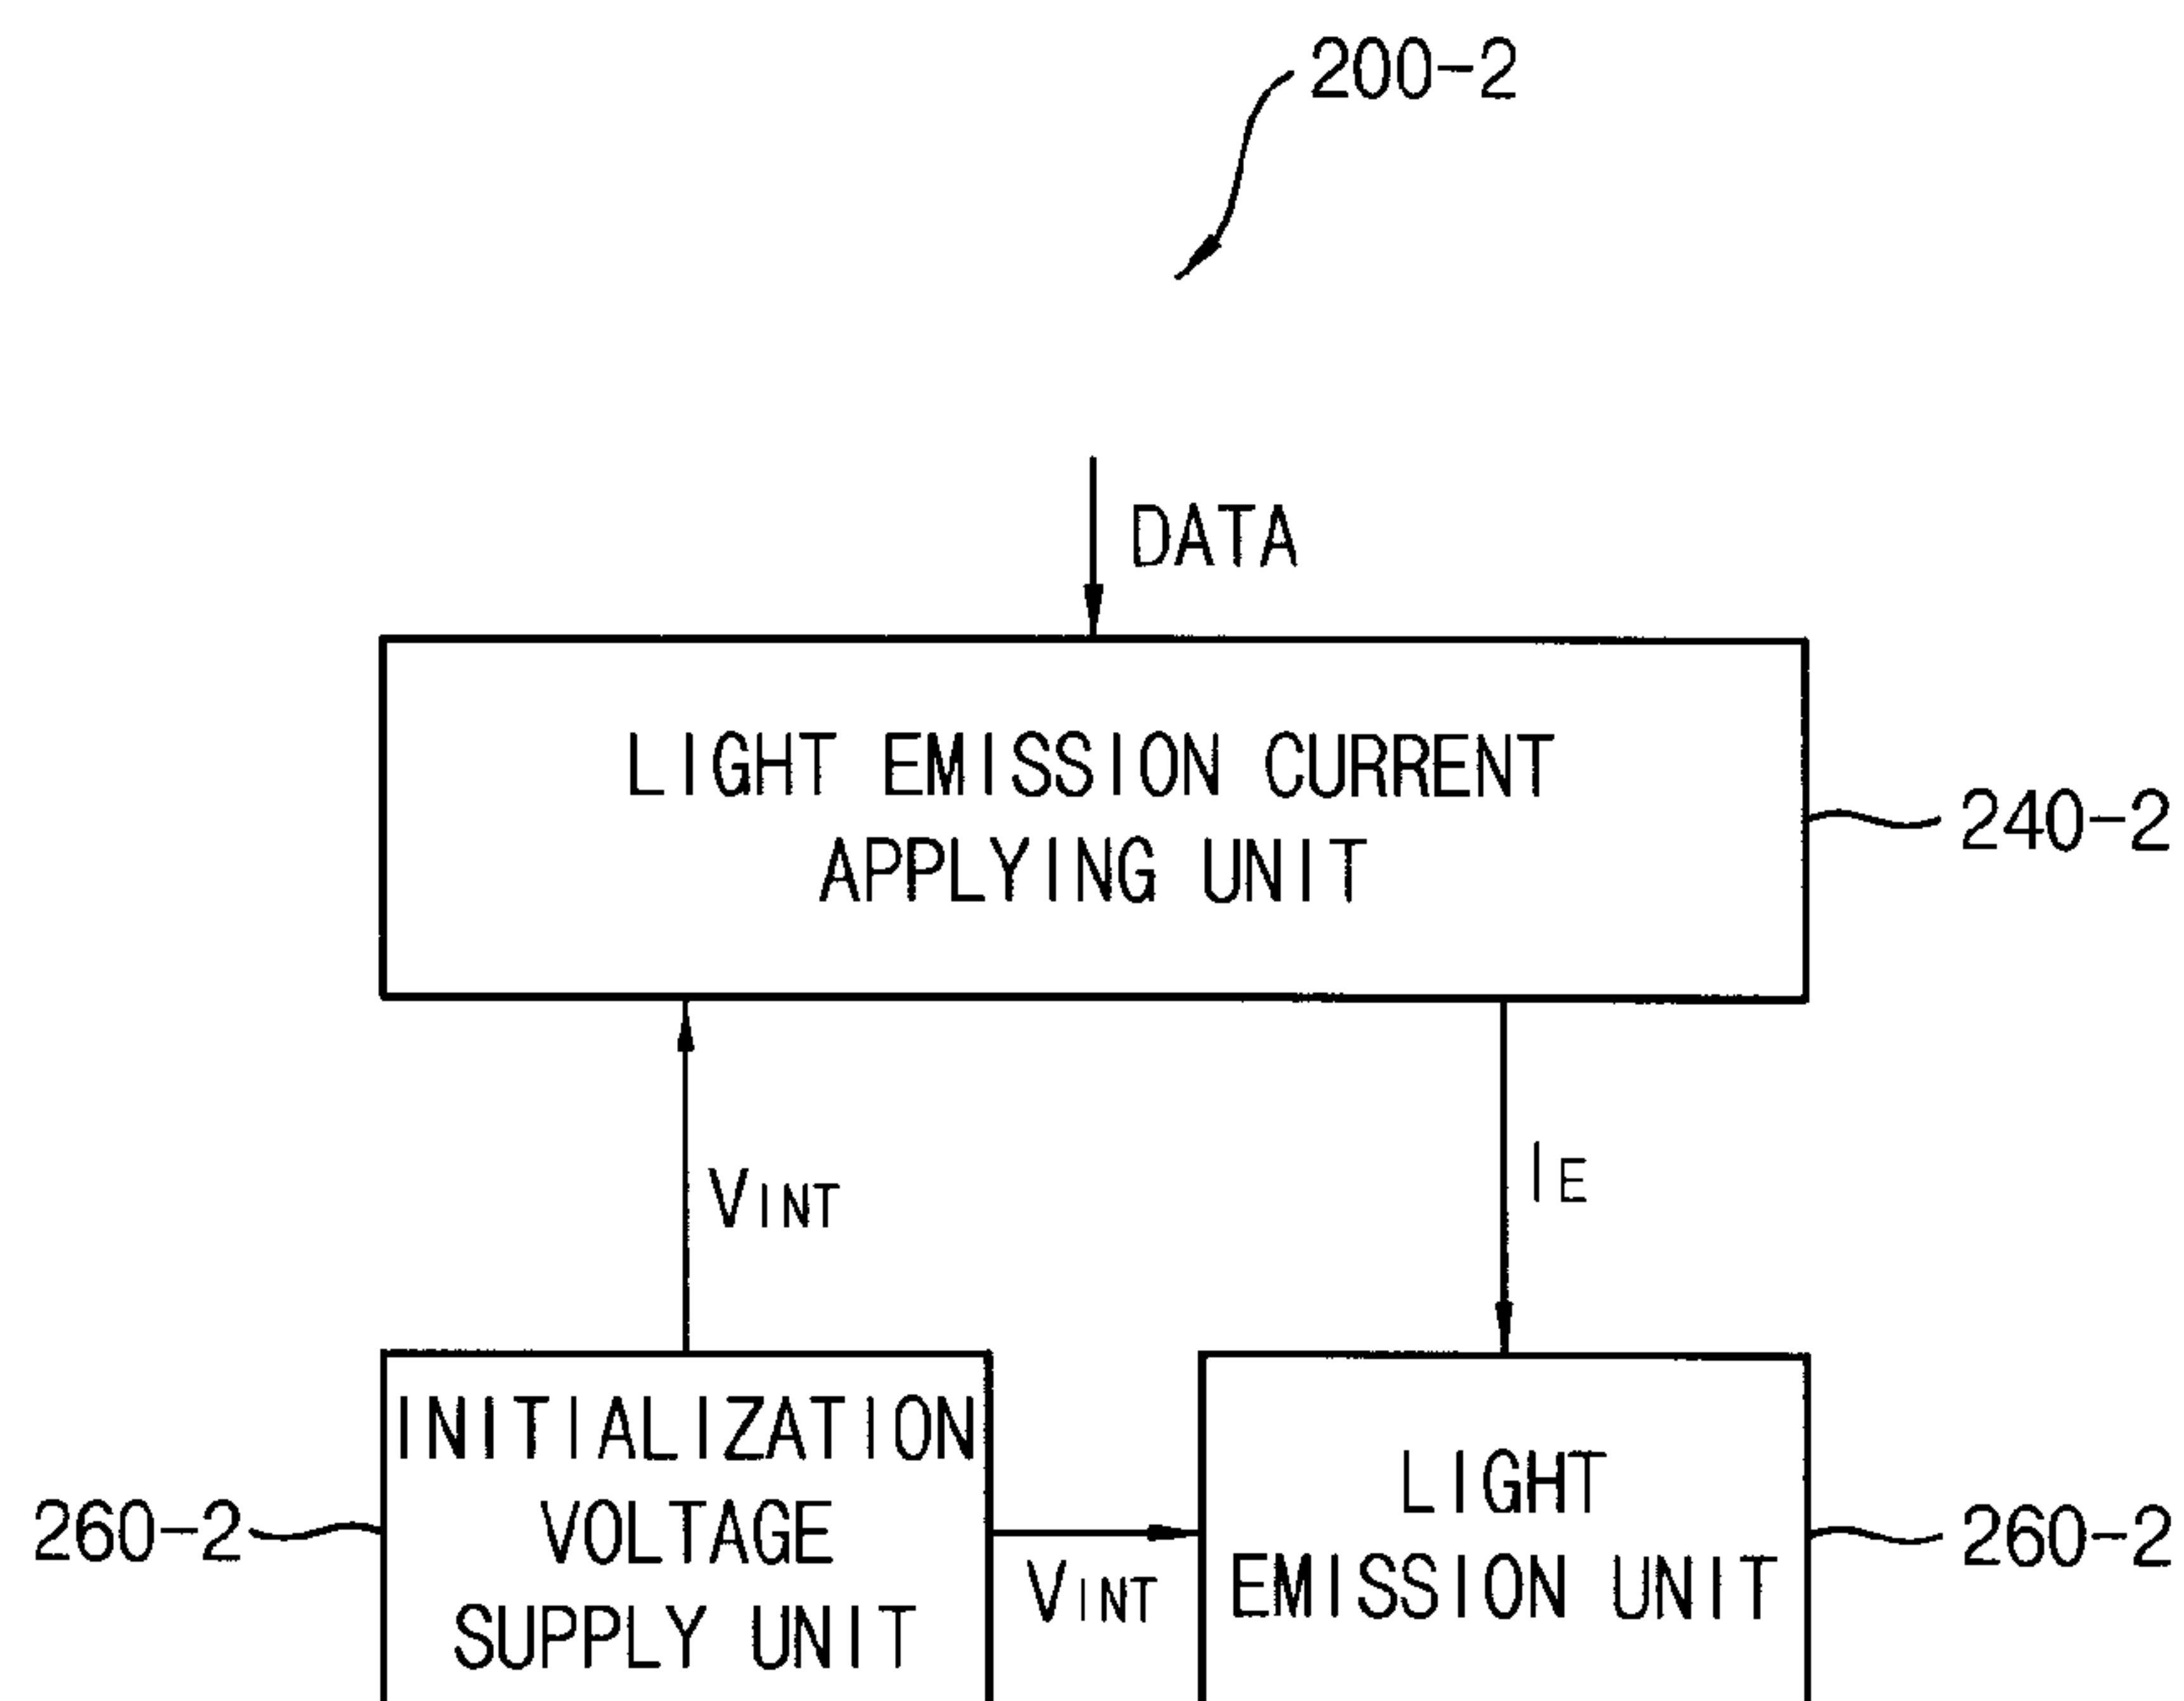 200-2
DATA
LIGHT EMISSION CURRENT
APPLYING UNIT
240-2
VINT
IE
INITIALIZATION
VOLTAGE
SUPPLY UNIT
260-2
VINT
LIGHT
EMISSION UNIT
260-2